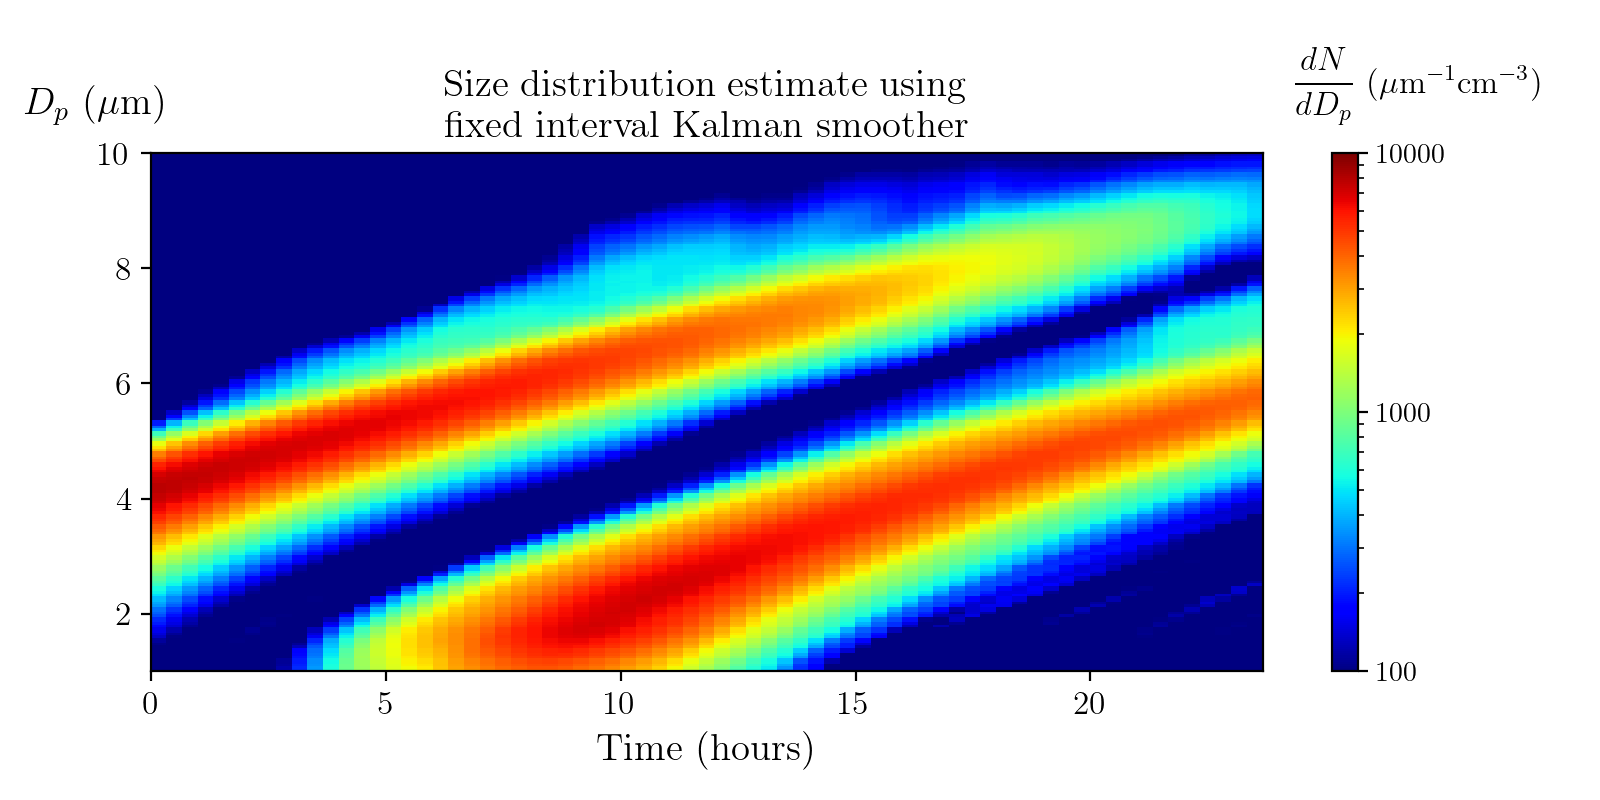 Size distribution estimate using
fixed interval Kalman smoother
D_p (μm)
dN/dD_p (μm⁻¹cm⁻³)
10
8
6
4
2
0 5 10 15 20
Time (hours)
10000
1000
100